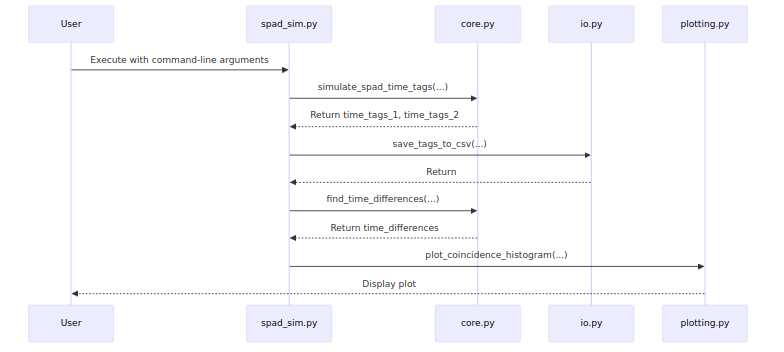 User
spad_sim.py
core.py
io.py
plotting.py
Execute with command-line arguments
simulate_spad_time_tags(...)
Return time_tags_1, time_tags_2
save_tags_to_csv(...)
Return
find_time_differences(...)
Return time_differences
plot_coincidence_histogram(...)
Display plot
User
spad_sim.py
core.py
io.py
plotting.py